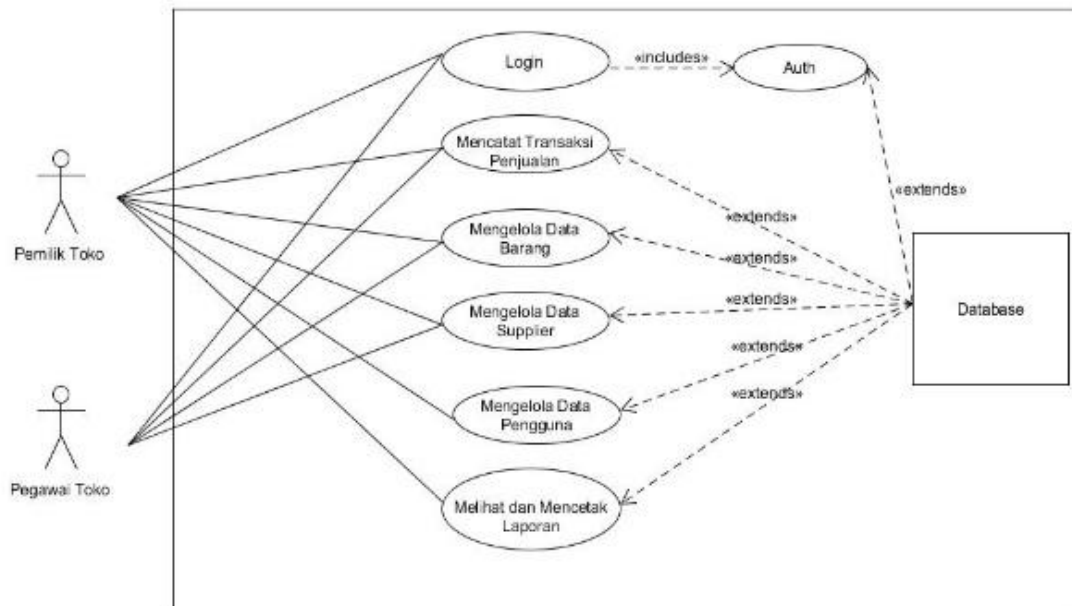 Login
«includes»
Auth
Mencatat Transaksi
Penjualan
Pemilik Toko
«extends»
«extends»
Mengelola Data
Barang
«extends»
Mengelola Data
Supplier
«extends»
Database
«extends»
Mengelola Data
Pengguna
«extends»
Pegawai Toko
Melihat dan Mencetak
Laporan